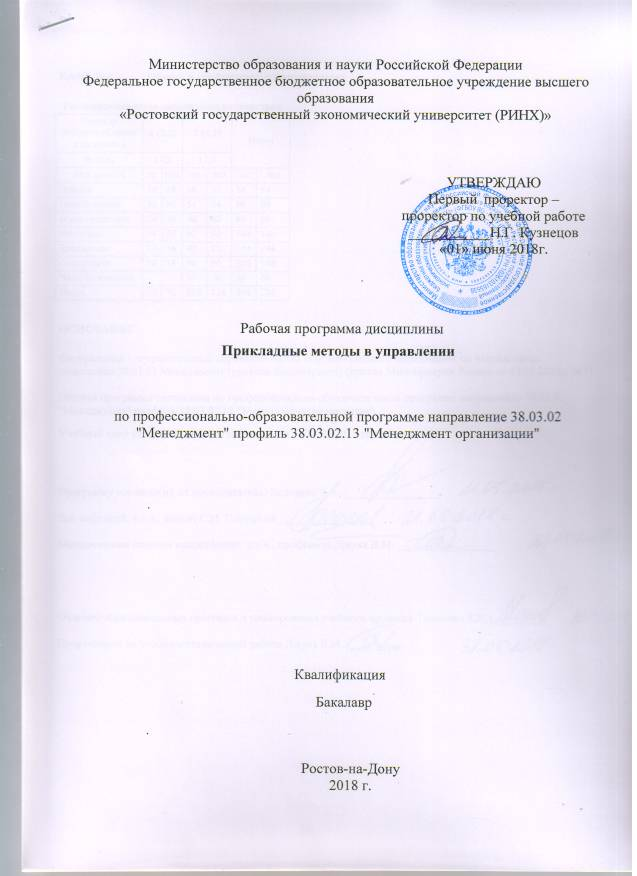 Министерство образования и науки Российской Федерации
Федеральное государственное бюджетное образовательное учреждение высшего
образования
«Ростовский государственный экономический университет (РИНХ)»
УТВЕРЖДАЮ
Первый проректор –
проректор по учебной работе
Н.Г. Кузнецов
«01» июня 2018г.
Рабочая программа дисциплины
Прикладные методы в управлении
по профессионально-образовательной программе направление 38.03.02
"Менеджмент" профиль 38.03.02.13 "Менеджмент организации"
Квалификация
Бакалавр
Ростов-на-Дону
2018 г.